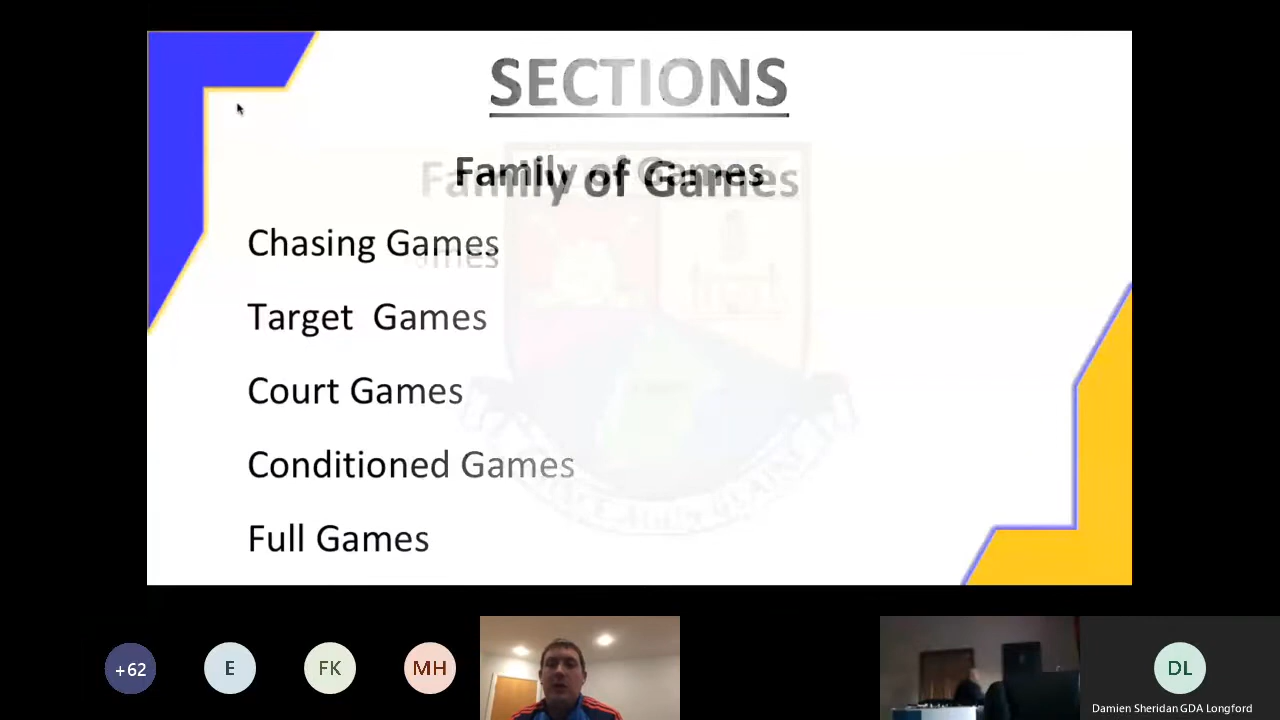 SECTIONS
Family of Games
Chasing Games
Target Games
Court Games
Conditioned Games
Full Games
+62
E
FK
MH
DL
Damien Sheridan GDA Longford